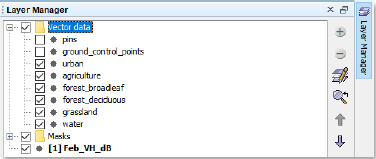 Layer Manager
Vector data
pins
ground_control_points
urban
agriculture
forest_broadleaf
forest_deciduous
grassland
water
Masks
[1] Feb_VH_dB
Layer Manager